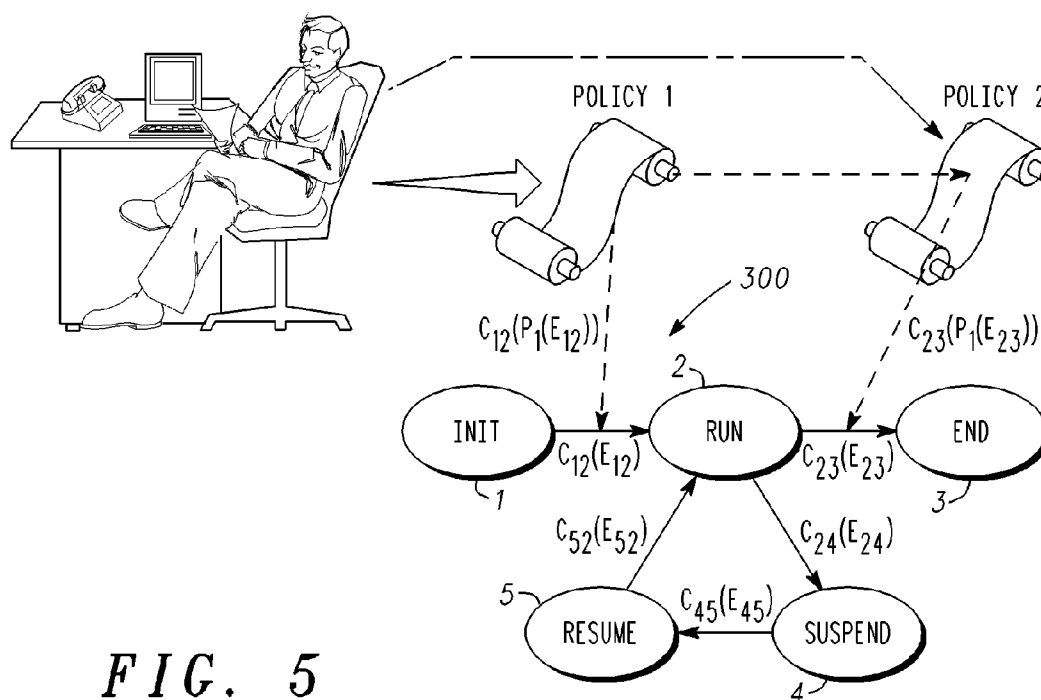 POLICY 1
POLICY 2
300
C12(P1(E12))
C23(P1(E23))
2
INIT
RUN
END
C12(E12)
C23(E23)
1
3
C52(E52)
C24(E24)
5
C45(E45)
RESUME
SUSPEND
4
FIG. 5